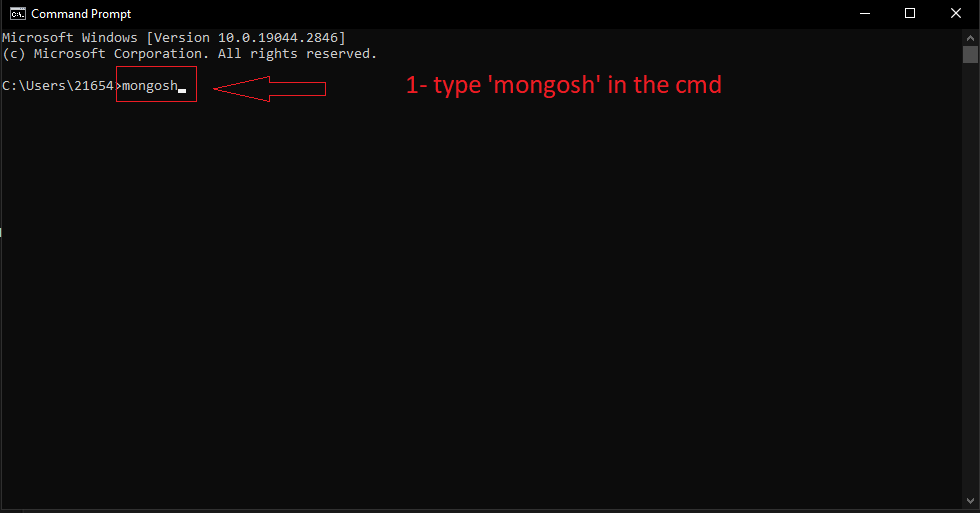 Command Prompt
Microsoft Windows [Version 10.0.19044.2846]
(c) Microsoft Corporation. All rights reserved.
C:\Users\21654>mongosh
1- type 'mongosh' in the cmd